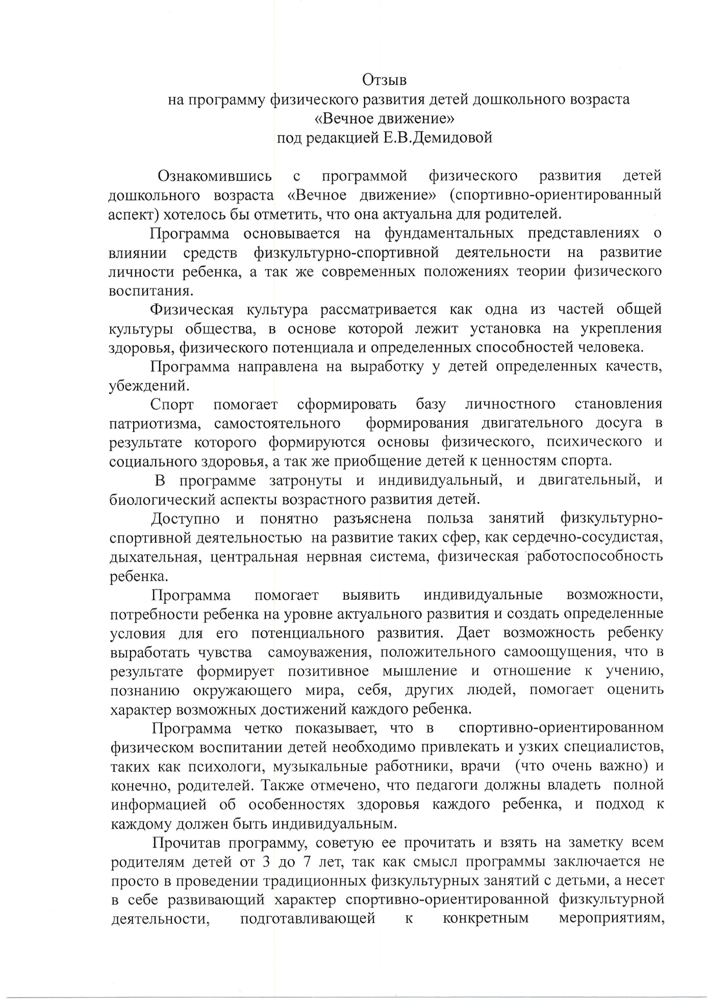 Отзыв
на программу физического развития детей дошкольного возраста
«Вечное движение»
под редакцией Е.В.Демидовой
Ознакомившись с программой физического развития детей
дошкольного возраста «Вечное движение» (спортивно-ориентированный
аспект) хотелось бы отметить, что она актуальна для родителей.
Программа основывается на фундаментальных представлениях о
влиянии средств физкультурно-спортивной деятельности на развитие
личности ребенка, а так же современных положениях теории физического
воспитания.
Физическая культура рассматривается как одна из частей общей
культуры общества, в основе которой лежит установка на укрепления
здоровья, физического потенциала и определенных способностей человека.
Программа направлена на выработку у детей определенных качеств,
убеждений.
Спорт помогает сформировать базу личностного становления
патриотизма, самостоятельного формирования двигательного досуга в
результате которого формируются основы физического, психического и
социального здоровья, а так же приобщение детей к ценностям спорта.
В программе затронуты и индивидуальный, и двигательный, и
биологический аспекты возрастного развития детей.
Доступно и понятно разъяснена польза занятий физкультурно-
спортивной деятельностью на развитие таких сфер, как сердечно-сосудистая,
дыхательная, центральная нервная система, физическая работоспособность
ребенка.
Программа помогает выявить индивидуальные возможности,
потребности ребенка на уровне актуального развития и создать определенные
условия для его потенциального развития. Дает возможность ребенку
выработать чувства самоуважения, положительного самоощущения, что в
результате формирует позитивное мышление и отношение к учению,
познанию окружающего мира, себя, других людей, помогает оценить
характер возможных достижений каждого ребенка.
Программа четко показывает, что в спортивно-ориентированном
физическом воспитании детей необходимо привлекать и узких специалистов,
таких как психологи, музыкальные работники, врачи (что очень важно) и
конечно, родителей. Также отмечено, что педагоги должны владеть полной
информацией об особенностях здоровья каждого ребенка, и подход к
каждому должен быть индивидуальным.
Прочитав программу, советую ее прочитать и взять на заметку всем
родителям детей от 3 до 7 лет, так как смысл программы заключается не
просто в проведении традиционных физкультурных занятий с детьми, а несет
в себе развивающий характер спортивно-ориентированной физкультурной
деятельности, подготавливающей к конкретным мероприятиям,